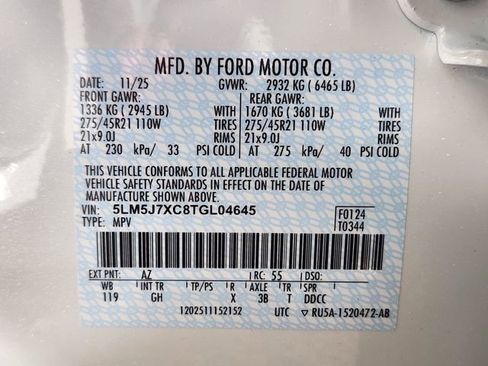 MFD. BY FORD MOTOR CO.
DATE: 11/25 GVWR: 2932 KG ( 6465 LB)
FRONT GAWR: REAR GAWR:
1336 KG ( 2945 LB) WITH 1670 KG ( 3681 LB) WITH
275/45R21 110W TIRES 275/45R21 110W TIRES
21x9.0J RIMS 21x9.0J RIMS
AT 230 kPa/ 33 PSI COLD AT 275 kPa/ 40 PSI COLD
THIS VEHICLE CONFORMS TO ALL APPLICABLE FEDERAL MOTOR
VEHICLE SAFETY STANDARDS IN EFFECT ON THE DATE OF
MANUFACTURE SHOWN ABOVE.
VIN: 5LM5J7XC8TGL04645 F0124
TYPE: MPV T0344
EXT PNT: AZ RC: 55 DSO:
WB INT TR TP/PS R AXLE TR SPR
119 GH X 3B T DDCC
1202511152152 UTC ▽ RU5A-1520472-AB